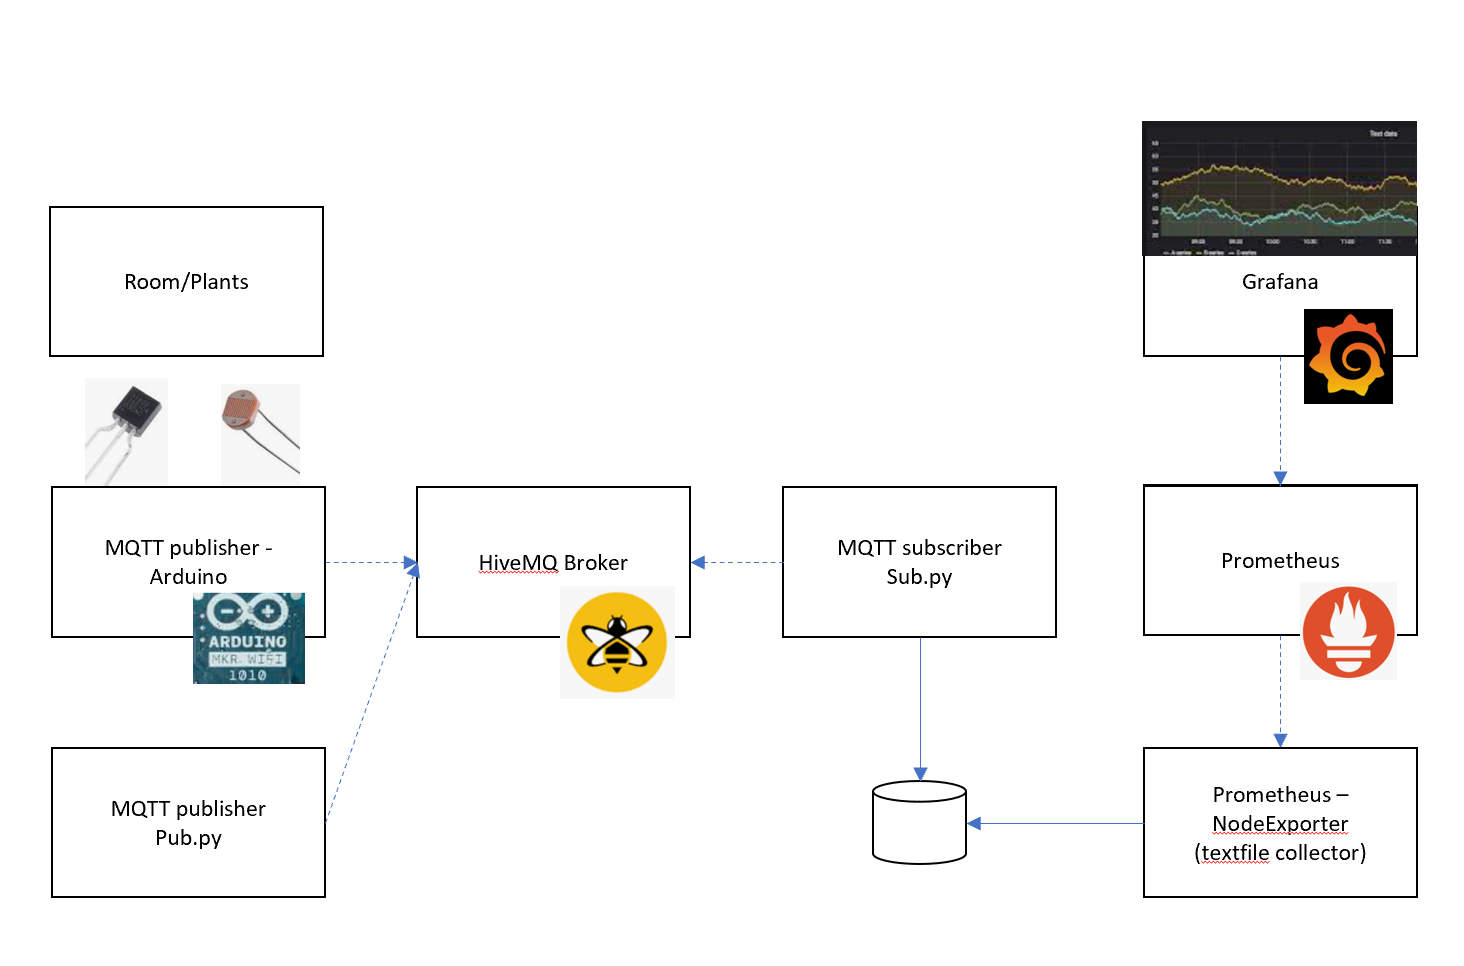 Test data
Room/Plants
Grafana
MQTT publisher -
Arduino
ARDUINO
MKR WIFI
1010
HiveMQ Broker
MQTT subscriber
Sub.py
Prometheus
MQTT publisher
Pub.py
Prometheus –
NodeExporter
(textfile collector)